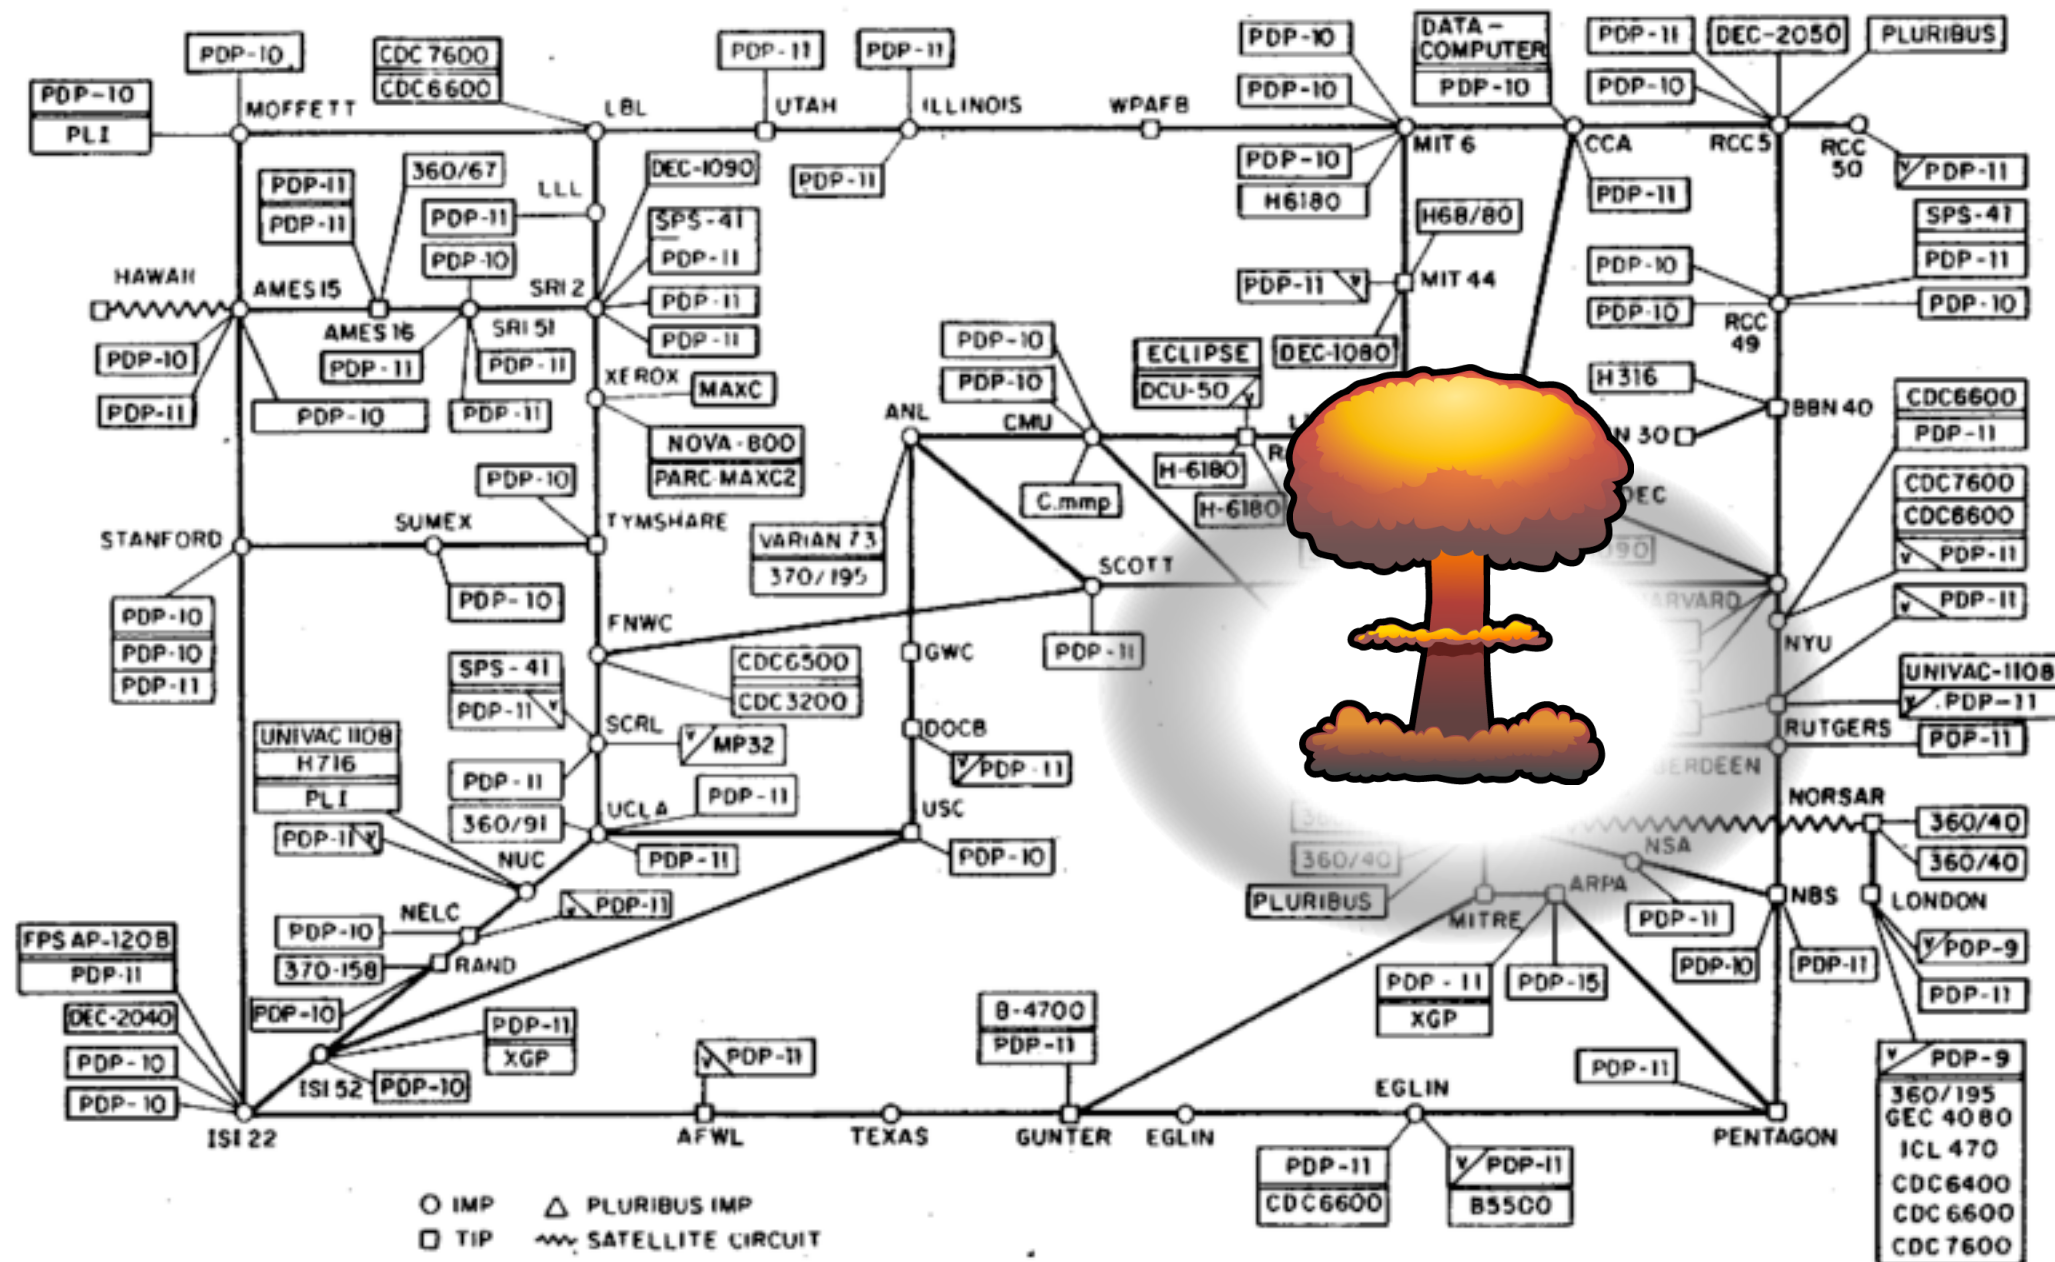 PDP-10
CDC 7600
CDC 6600
PDP-11
PDP-11
PDP-10
DATA-
COMPUTER
PDP-10
PDP-11
DEC-2050
PLURIBUS
PDP-10
PLI
MOFFETT
LBL
UTAH
ILLINOIS
WPAFB
PDP-10
PDP-10
MIT 6
CCA
RCC 5
RCC
50
PDP-11
PDP-11
PDP-11
360/67
LLL
DEC-1090
PDP-11
PDP-10
H6180
PDP-11
PDP-11
SPS-41
PDP-11
H68/80
SPS-41
PDP-11
HAWAII
AMES 15
PDP-10
SRI 2
PDP-11
PDP-11
MIT 44
PDP-10
PDP-10
PDP-10
AMES 16
SRI 51
PDP-11
RCC
49
PDP-10
PDP-11
PDP-11
PDP-10
ECLIPSE
DEC-1080
PDP-11
PDP-10
PDP-11
XEROX
MAXC
PDP-10
DCU-50
H316
CDC6600
PDP-11
NOVA-800
PARC-MAXC2
ANL
CMU
BBN 40
N 30
PDP-10
H-6180
C.mmp
H-6180
DEC
CDC7600
CDC6600
PDP-11
STANFORD
SUMEX
TYMSHARE
VARIAN 73
370/195
SCOTT
PDP-10
PDP-10
PDP-11
PDP-10
FNWC
PDP-11
ARVARD
NYU
PDP-11
SPS-41
PDP-11
CDC6500
CDC3200
GWC
UNIVAC-1108
PDP-11
UNIVAC 1108
H716
PLI
SCRL
MP32
DOCB
RUTGERS
PDP-11
PDP-11
PDP-11
PDP-11
BERDEEN
PDP-11
360/91
UCLA
USC
NORSAR
360/40
NUC
PDP-11
PDP-10
360/40
NSA
360/40
NELC
PDP-11
PLURIBUS
MITRE
ARPA
PDP-11
NBS
LONDON
PDP-10
FPS AP-120B
PDP-11
370-158
RAND
PDP-11
XGP
PDP-15
PDP-10
PDP-11
PDP-9
PDP-11
DEC-2040
PDP-10
PDP-11
XGP
B-4700
PDP-11
PDP-10
PDP-10
ISI 52
PDP-10
PDP-11
EGLIN
PDP-11
PDP-9
360/195
GEC 4080
ICL 470
CDC6400
CDC6600
CDC7600
ISI 22
AFWL
TEXAS
GUNTER
EGLIN
PENTAGON
PDP-11
CDC6600
PDP-11
B5500
IMP
PLURIBUS IMP
TIP
SATELLITE CIRCUIT